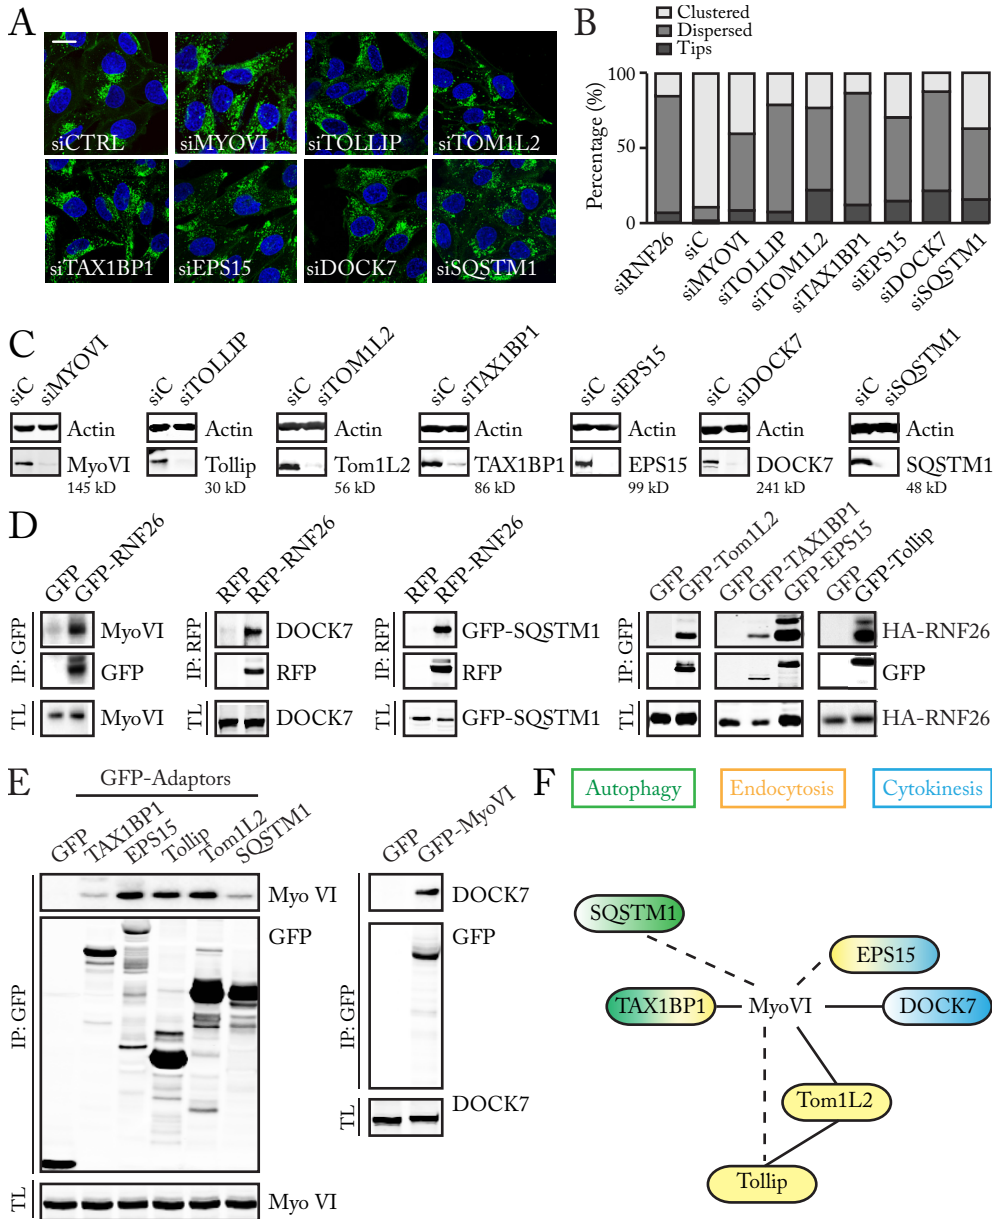 A
siCTRL
siMYOVI
siTOLLIP
siTOM1L2
siTAX1BP1
siEPS15
siDOCK7
siSQSTM1
B
Clustered
Dispersed
Tips
Percentage (%)
100
50
0
siRNF26
siC
siMYOVI
siTOLLIP
siTOM1L2
siTAX1BP1
siEPS15
siDOCK7
siSQSTM1
C
siC
siMYOVI
Actin
MyoVI
145 kD
siC
siTOLLIP
Actin
Tollip
30 kD
siC
siTOM1L2
Actin
Tom1L2
56 kD
siC
siTAX1BP1
Actin
TAX1BP1
86 kD
siC
siEPS15
Actin
EPS15
99 kD
siC
siDOCK7
Actin
DOCK7
241 kD
siC
siSQSTM1
Actin
SQSTM1
48 kD
D
GFP
GFP-RNF26
IP: GFP
MyoVI
GFP
TL
MyoVI
RFP
RFP-RNF26
IP: RFP
DOCK7
RFP
TL
DOCK7
RFP
RFP-RNF26
IP: RFP
GFP-SQSTM1
RFP
TL
GFP-SQSTM1
GFP
GFP-Tom1L2
GFP
GFP-TAX1BP1
GFP-EPS15
GFP
GFP-Tollip
IP: GFP
HA-RNF26
GFP
TL
HA-RNF26
E
GFP-Adaptors
GFP
TAX1BP1
EPS15
Tollip
Tom1L2
SQSTM1
IP: GFP
Myo VI
GFP
TL
Myo VI
GFP
GFP-MyoVI
IP: GFP
DOCK7
GFP
TL
DOCK7
F
Autophagy
Endocytosis
Cytokinesis
SQSTM1
EPS15
TAX1BP1
MyoVI
DOCK7
Tom1L2
Tollip